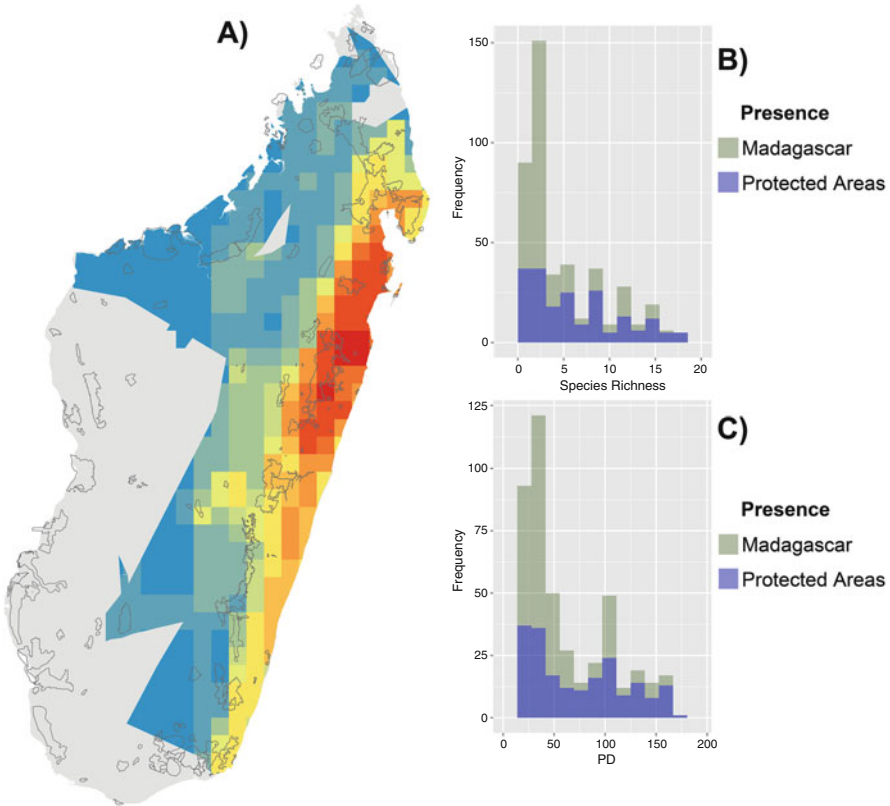 A)
B)
150
100
50
0
Frequency
0 5 10 15 20
Species Richness
Presence
Madagascar
Protected Areas
C)
125
100
75
50
25
0
Frequency
0 50 100 150 200
PD
Presence
Madagascar
Protected Areas